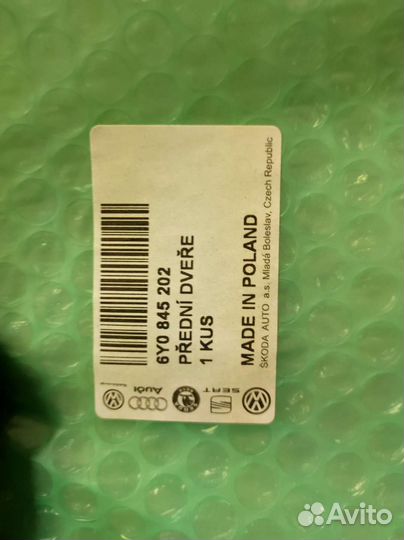 6Y0 845 202
PŘEDNÍ DVEŘE
1 KUS
Audi
SEAT
MADE IN POLAND
ŠKODA AUTO a.s. Mladá Boleslav, Czech Republic
Avito